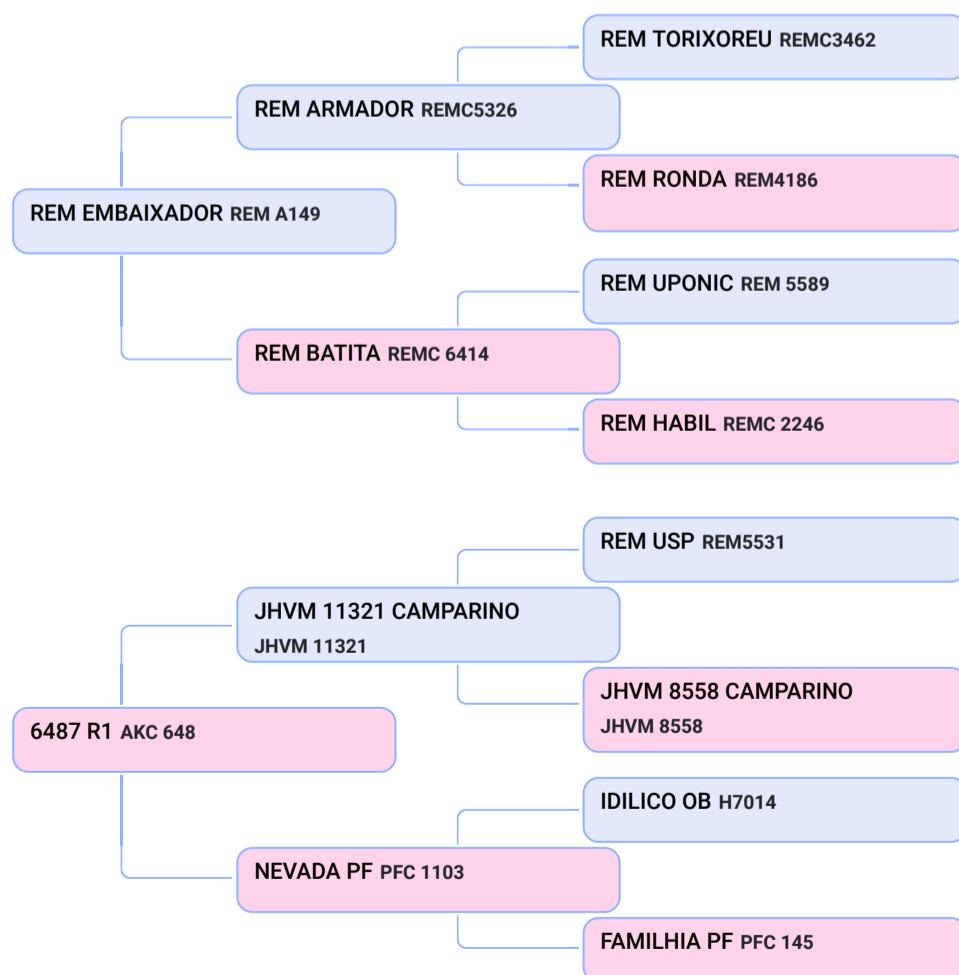 REM TORIXOREU REMC3462
REM ARMADOR REMC5326
REM RONDA REM4186
REM EMBAIXADOR REM A149
REM UPONIC REM 5589
REM BATITA REMC 6414
REM HABIL REMC 2246
REM USP REM5531
JHVM 11321 CAMPARINO
JHVM 11321
JHVM 8558 CAMPARINO
JHVM 8558
6487 R1 AKC 648
IDILICO OB H7014
NEVADA PF PFC 1103
FAMILHIA PF PFC 145